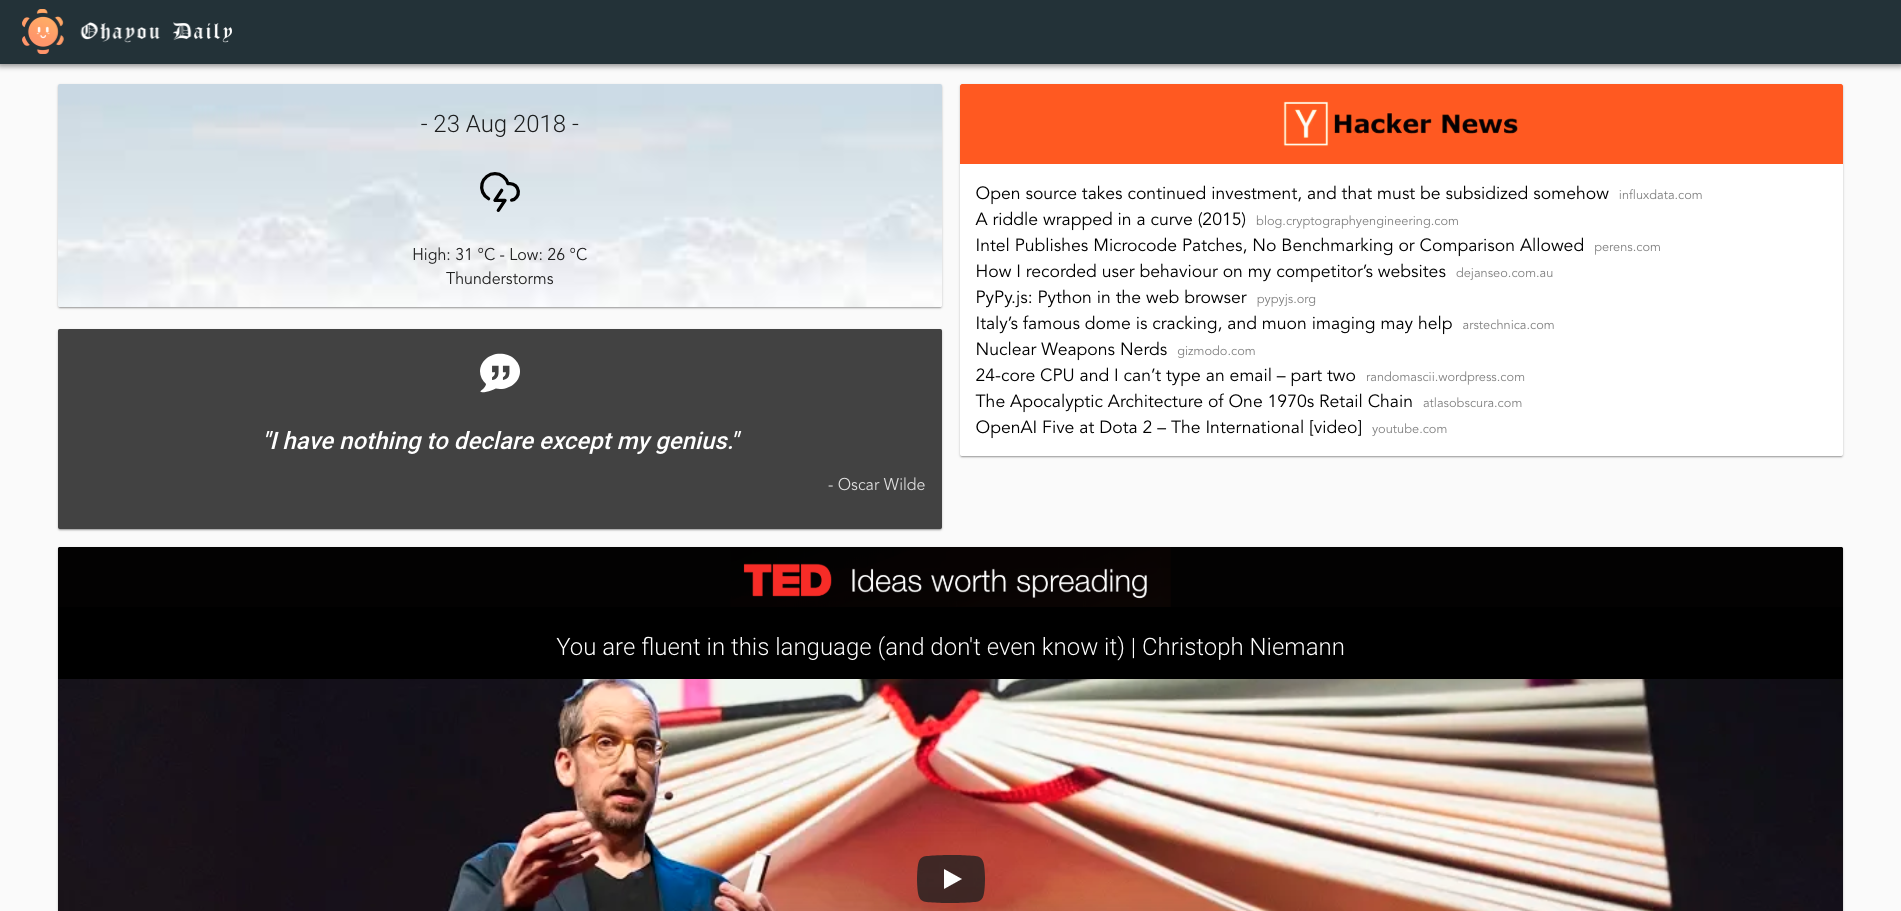 Ohayou Daily
- 23 Aug 2018 -
High: 31 °C - Low: 26 °C
Thunderstorms
"I have nothing to declare except my genius."
- Oscar Wilde
Y Hacker News
Open source takes continued investment, and that must be subsidized somehow influxdata.com
A riddle wrapped in a curve (2015) blog.cryptographyengineering.com
Intel Publishes Microcode Patches, No Benchmarking or Comparison Allowed perens.com
How I recorded user behaviour on my competitor’s websites dejanseo.com.au
PyPy.js: Python in the web browser pypyjs.org
Italy’s famous dome is cracking, and muon imaging may help arstechnica.com
Nuclear Weapons Nerds gizmodo.com
24-core CPU and I can’t type an email – part two randomascii.wordpress.com
The Apocalyptic Architecture of One 1970s Retail Chain atlasobscura.com
OpenAI Five at Dota 2 – The International [video] youtube.com
TED Ideas worth spreading
You are fluent in this language (and don't even know it) | Christoph Niemann